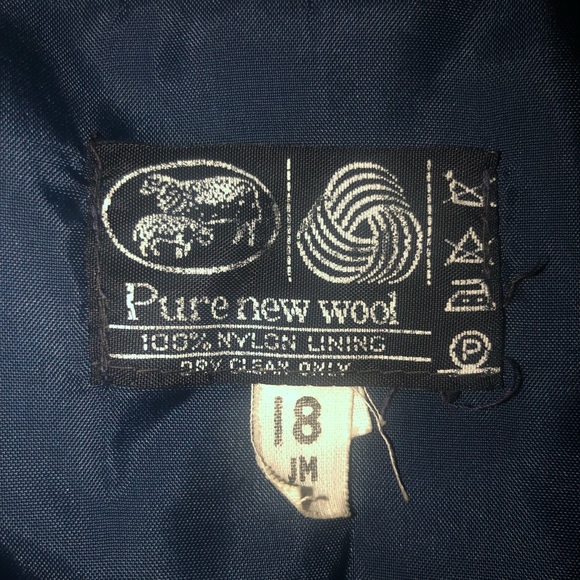 Pure new wool
100% NYLON LINING
DRY CLEAN ONLY
P
18
JM